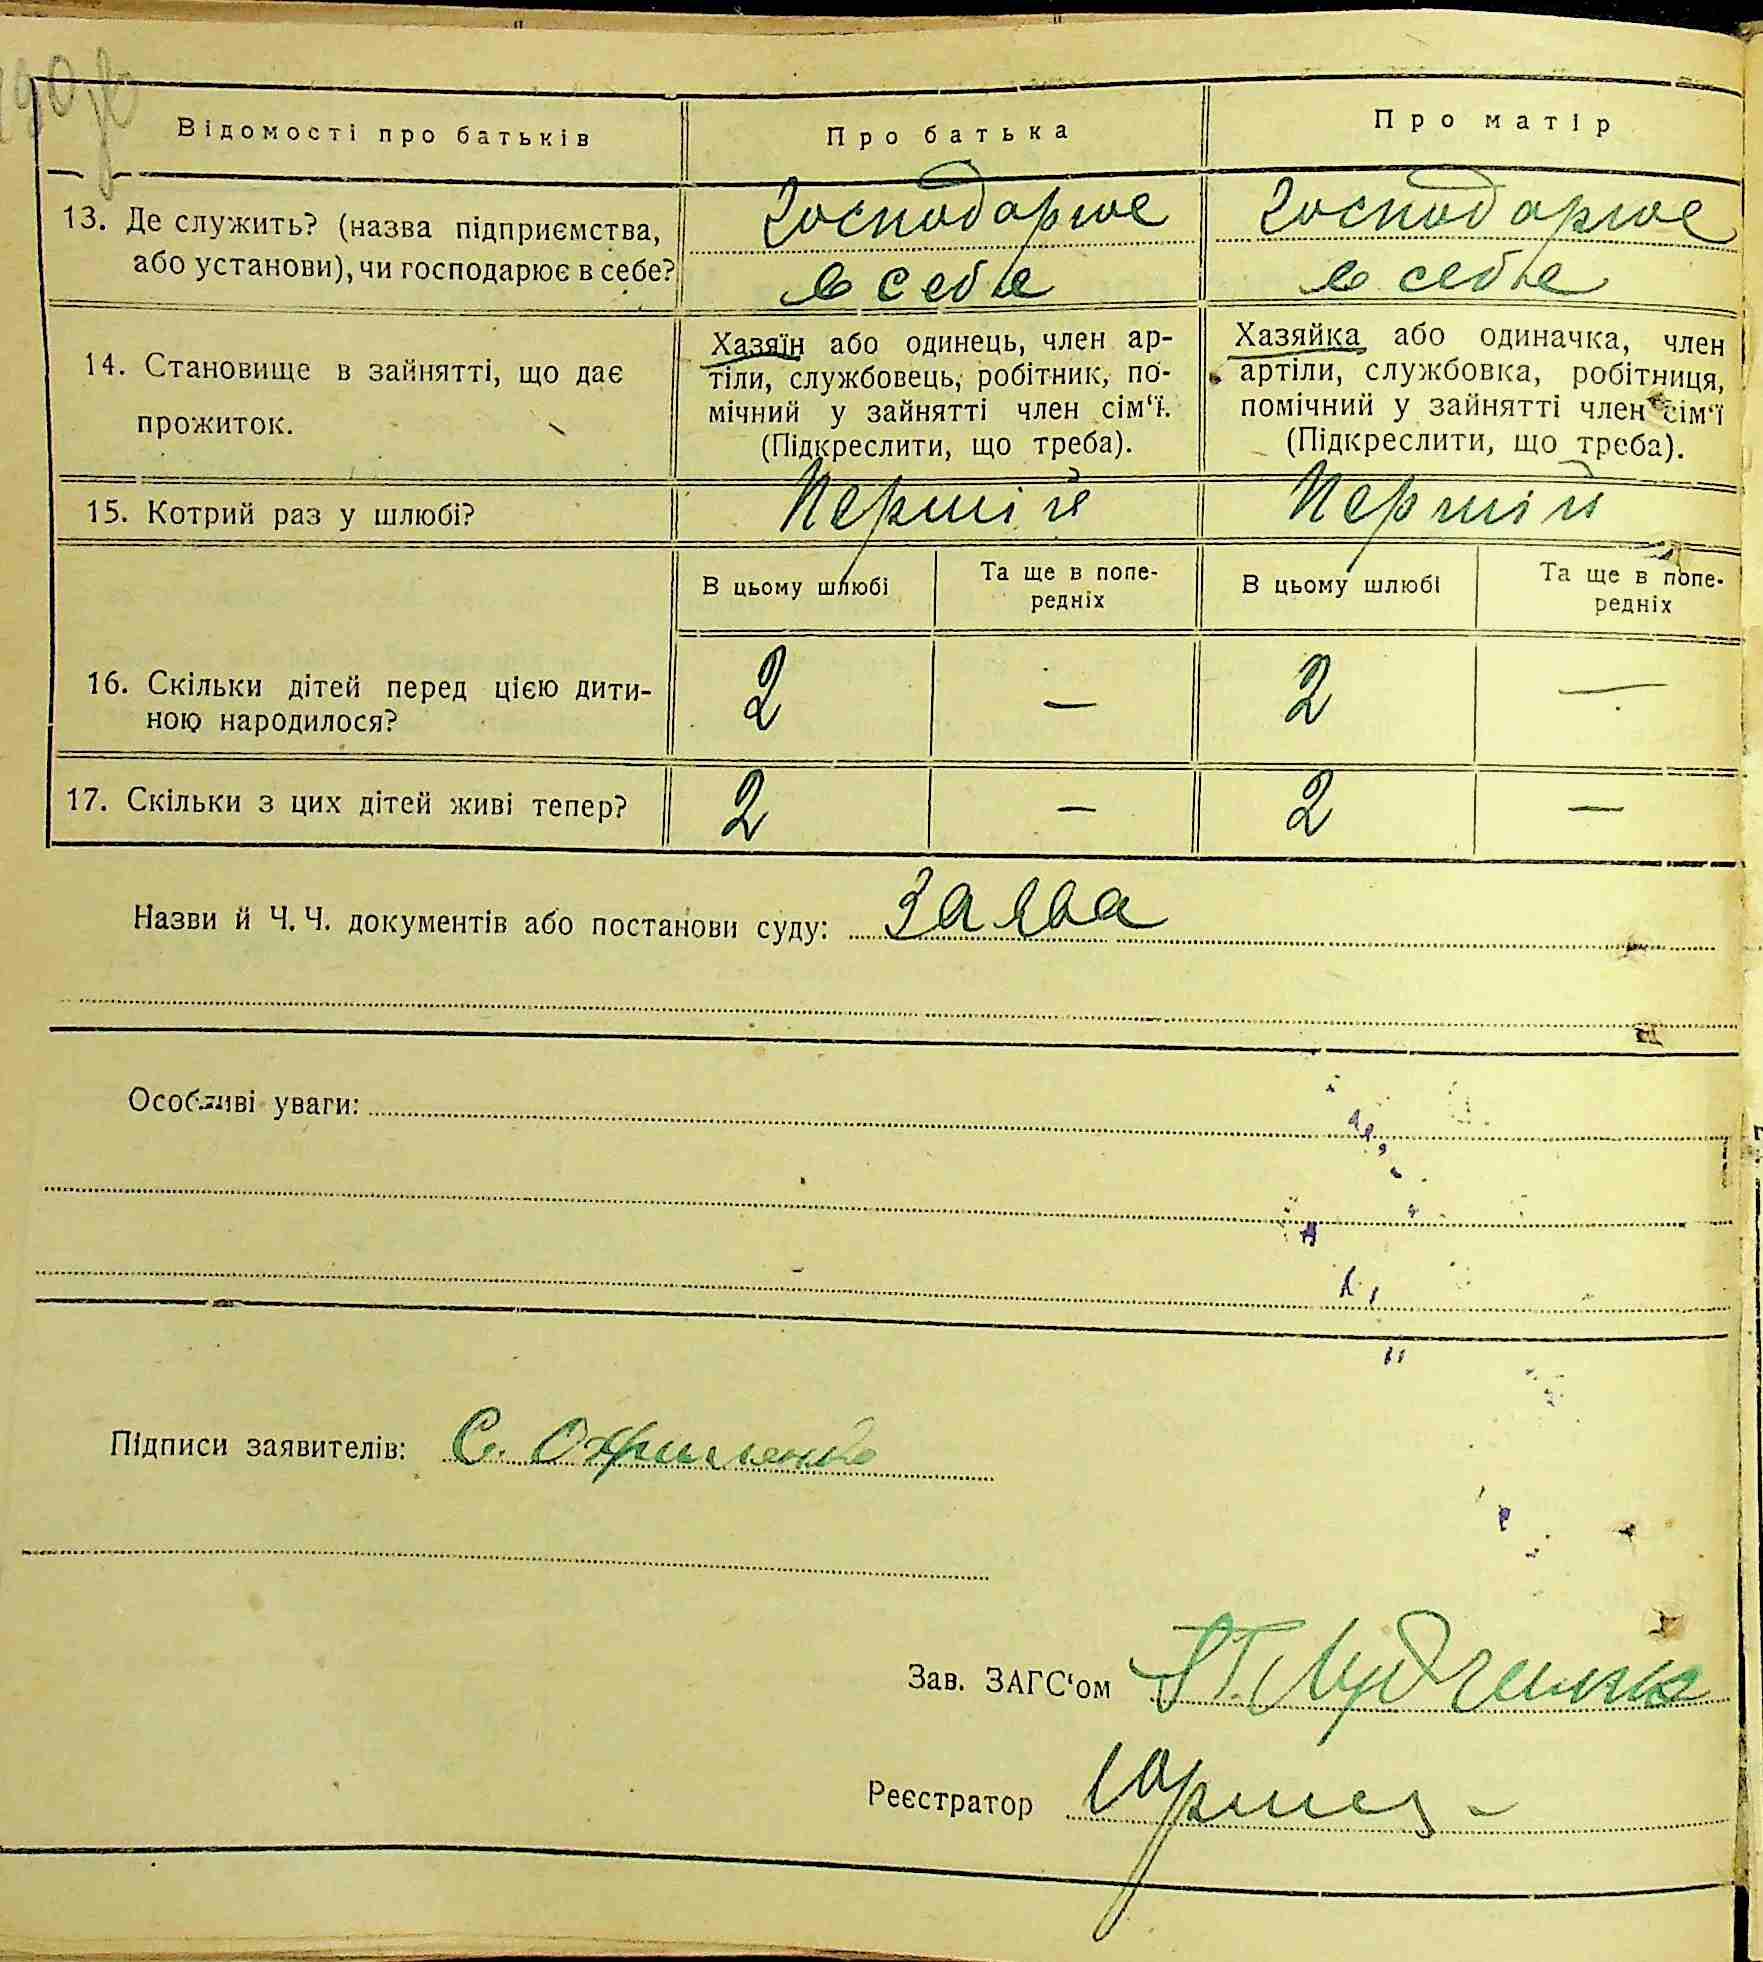 Відомості про батьків
Про батька
Про матір
13. Де служить? (назва підприємства,
або установи), чи господарює в себе?
Господарює
в себе
Господарює
в себе
14. Становище в зайнятті, що дає
прожиток.
Хазяїн або одинець, член ар-
тіли, службовець, робітник, по-
мічний у зайнятті член сім‘ї.
(Підкреслити, що треба).
Хазяйка або одиначка, член
артіли, службовка, робітниця,
помічний у зайнятті член сім‘ї
(Підкреслити, що треба).
15. Котрий раз у шлюбі?
Перший
Перший
В цьому шлюбі
Та ще в попе-
редніх
В цьому шлюбі
Та ще в попе-
редніх
16. Скільки дітей перед цією дити-
ною народилося?
2
—
2
—
17. Скільки з цих дітей живі тепер?
2
—
2
—
Назви й Ч. Ч. документів або постанови суду: Заява
Особливі уваги:
Підписи заявителів: С. Охріменко
Зав. ЗАГС‘ом
Реєстратор